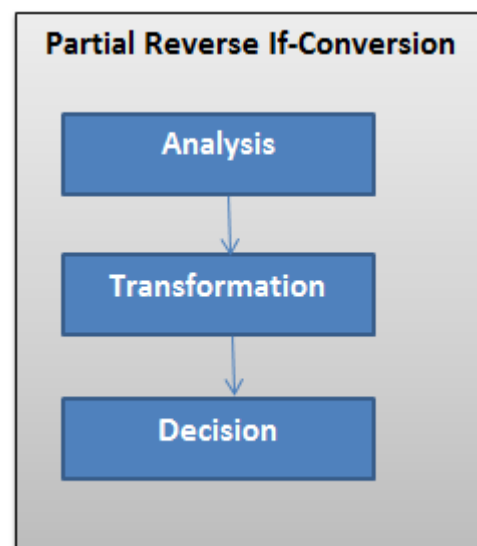 Partial Reverse If-Conversion
Analysis
Transformation
Decision